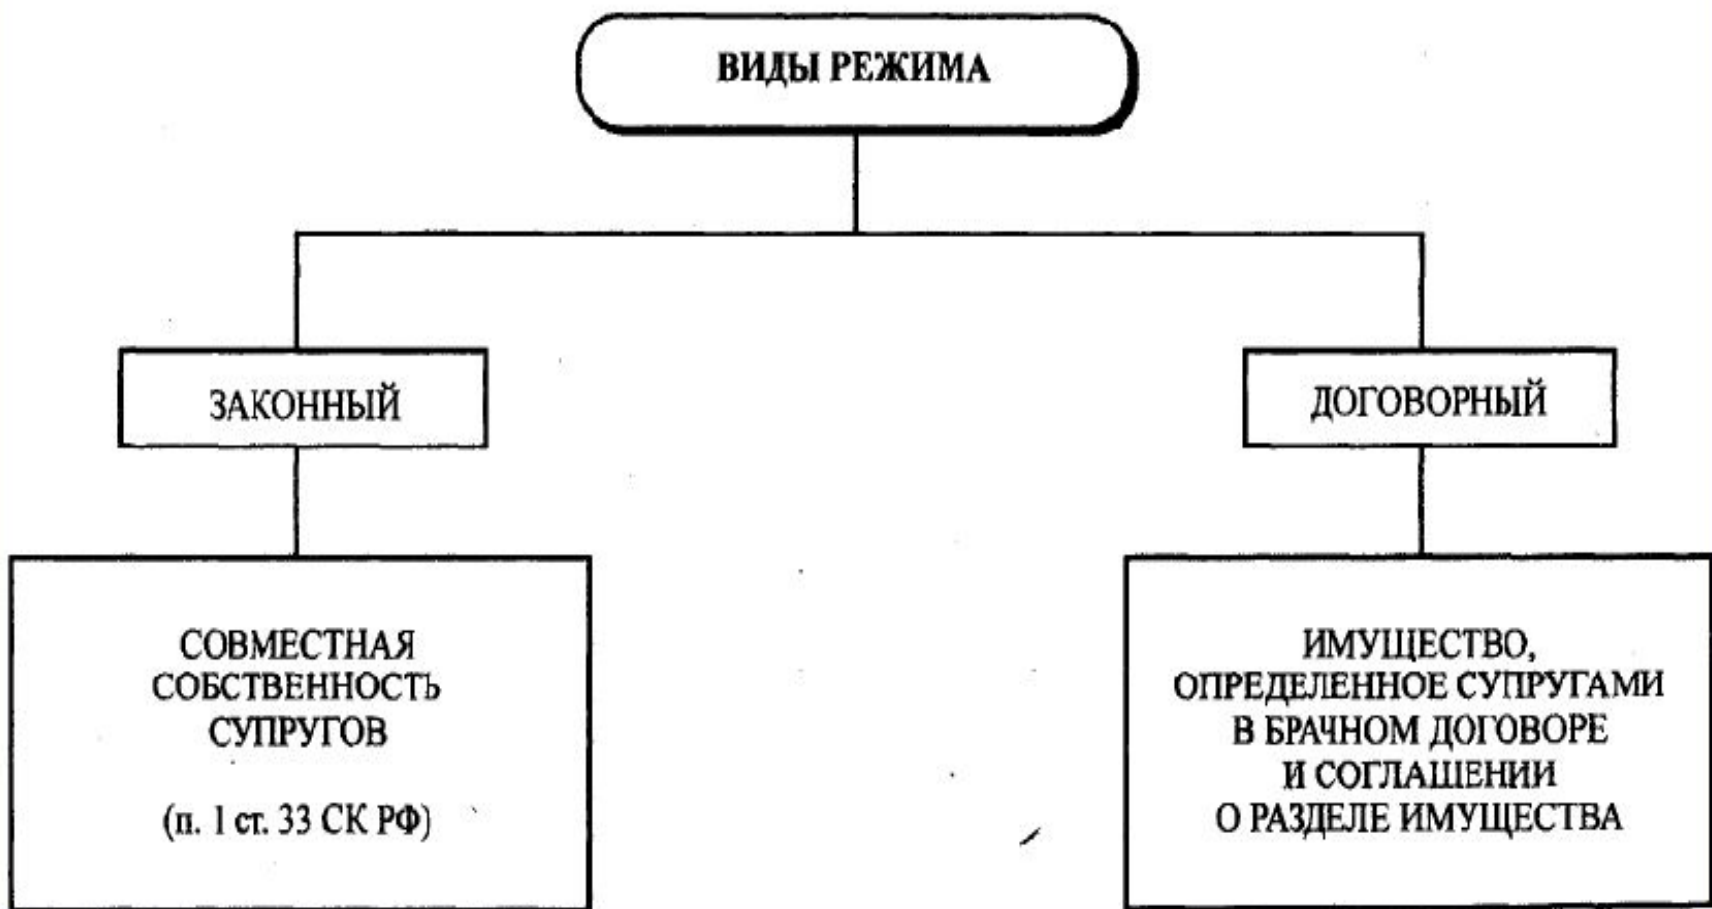 ВИДЫ РЕЖИМА
ЗАКОННЫЙ
ДОГОВОРНЫЙ
СОВМЕСТНАЯ
СОБСТВЕННОСТЬ
СУПРУГОВ
(п. 1 ст. 33 СК РФ)
ИМУЩЕСТВО,
ОПРЕДЕЛЕННОЕ СУПРУГАМИ
В БРАЧНОМ ДОГОВОРЕ
И СОГЛАШЕНИИ
О РАЗДЕЛЕ ИМУЩЕСТВА